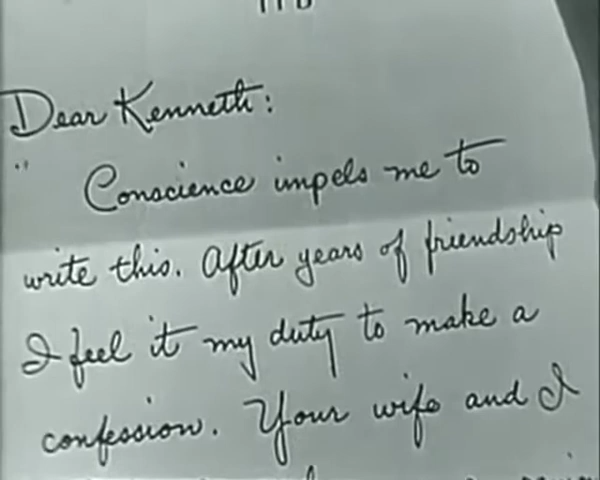 Dear Kenneth:
Conscience impels me to
write this. After years of friendship
I feel it my duty to make a
confession. Your wife and I